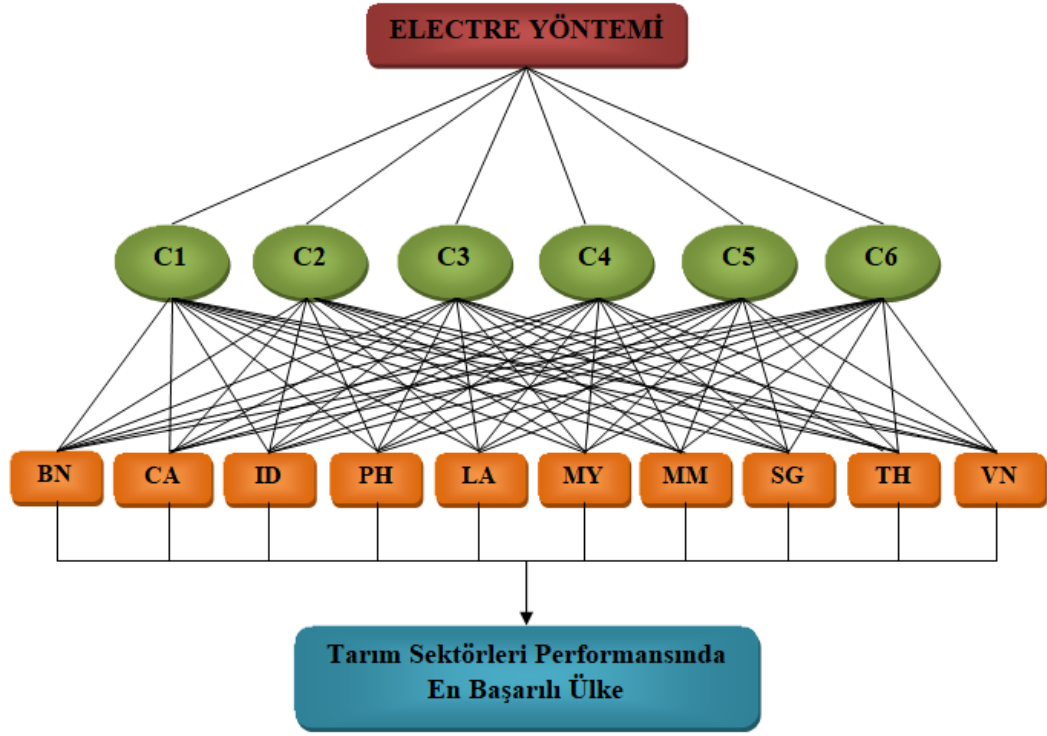 ELECTRE YÖNTEMİ
C1 C2 C3 C4 C5 C6
BN CA ID PH LA MY MM SG TH VN
Tarım Sektörleri Performansında
En Başarılı Ülke